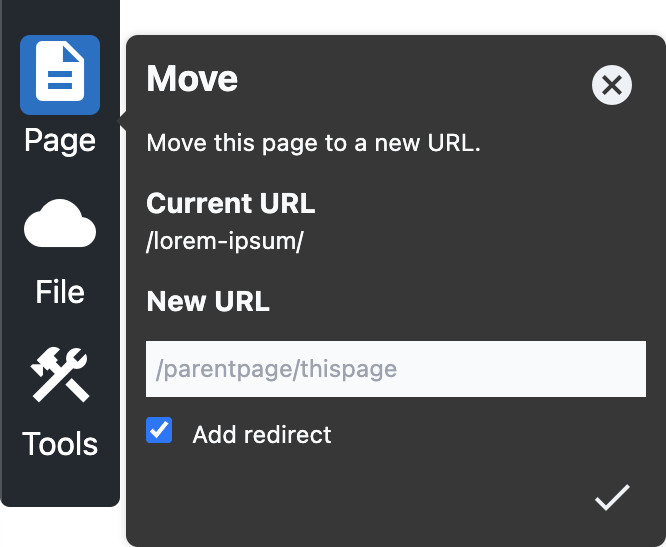 Page
File
Tools
Move
Move this page to a new URL.
Current URL
/lorem-ipsum/
New URL
/parentpage/thispage
Add redirect